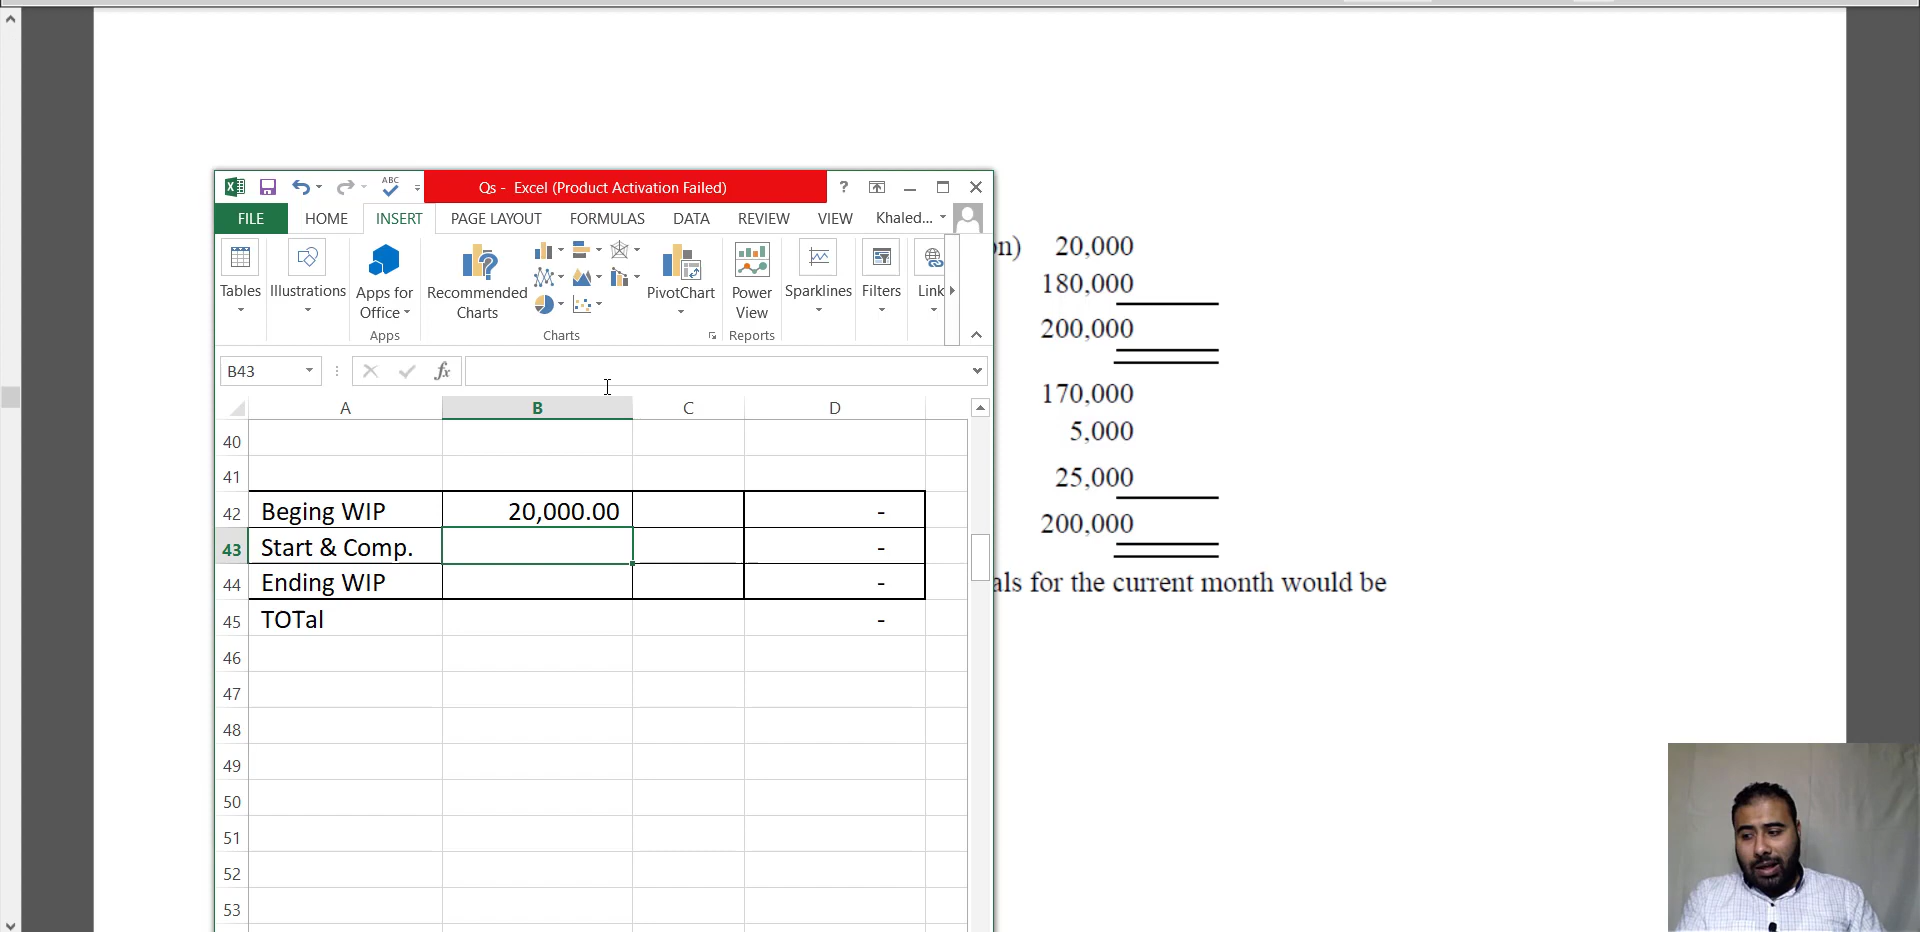 ABC
Qs - Excel (Product Activation Failed)
?
FILE HOME INSERT PAGE LAYOUT FORMULAS DATA REVIEW VIEW Khaled...
Tables
Illustrations
Apps for
Office
Recommended
Charts
PivotChart
Power
View
Sparklines
Filters
Link
Apps Charts Reports
B43 fx
A B C D
40
41
42 Beging WIP 20,000.00 -
43 Start & Comp. -
44 Ending WIP -
45 TOTal -
46
47
48
49
50
51
52
53
on) 20,000
180,000
200,000
170,000
5,000
25,000
200,000
als for the current month would be